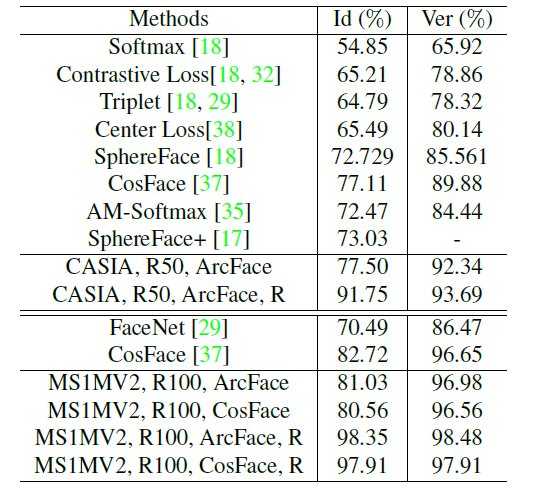 Methods Id (%) Ver (%)
Softmax [18] 54.85 65.92
Contrastive Loss[18, 32] 65.21 78.86
Triplet [18, 29] 64.79 78.32
Center Loss[38] 65.49 80.14
SphereFace [18] 72.729 85.561
CosFace [37] 77.11 89.88
AM-Softmax [35] 72.47 84.44
SphereFace+ [17] 73.03 -
CASIA, R50, ArcFace 77.50 92.34
CASIA, R50, ArcFace, R 91.75 93.69
FaceNet [29] 70.49 86.47
CosFace [37] 82.72 96.65
MS1MV2, R100, ArcFace 81.03 96.98
MS1MV2, R100, CosFace 80.56 96.56
MS1MV2, R100, ArcFace, R 98.35 98.48
MS1MV2, R100, CosFace, R 97.91 97.91